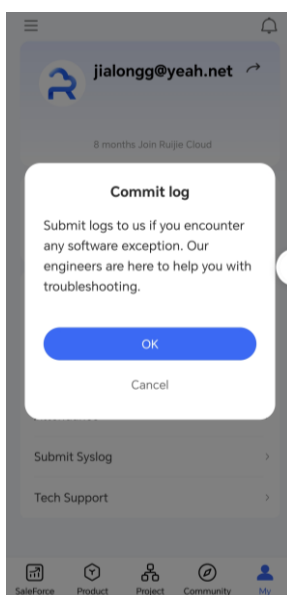 jialongg@yeah.net
8 months Join Ruijie Cloud
Commit log
Submit logs to us if you encounter
any software exception. Our
engineers are here to help you with
troubleshooting.
OK
Cancel
Submit Syslog
Tech Support
SaleForce Product Project Community My